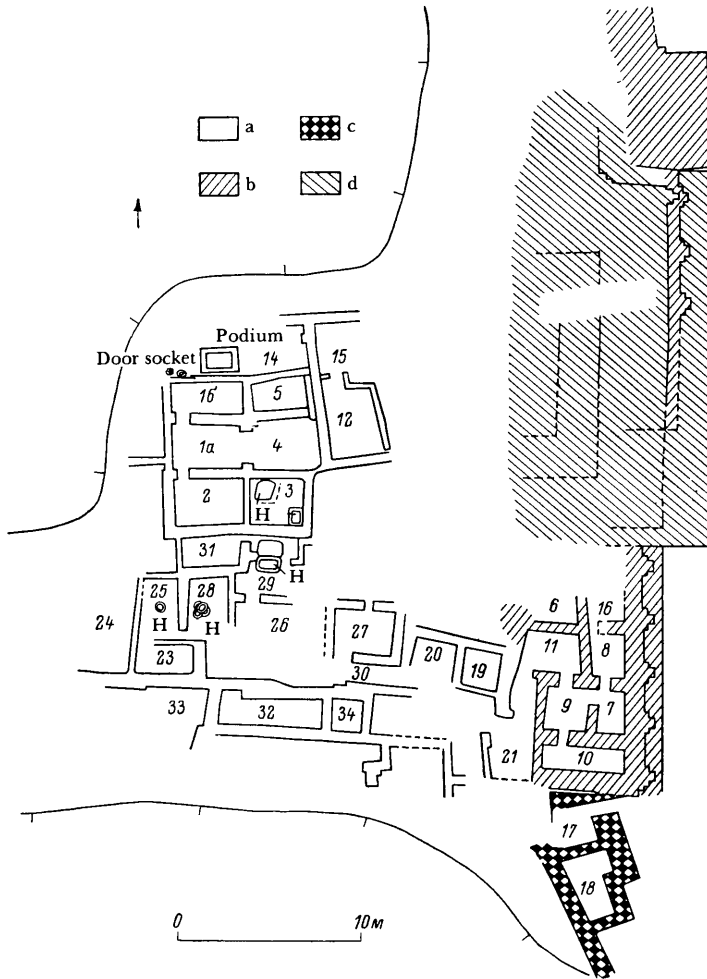 a c
b d
Podium
Door socket 14 15
1б 5 12
1a 4
2 3
H
31
29 H
25 28 6 16
24 H H 26 27 11 8
23 20 19
30 9 7
33 32 34
21 10
17
18
0 10м